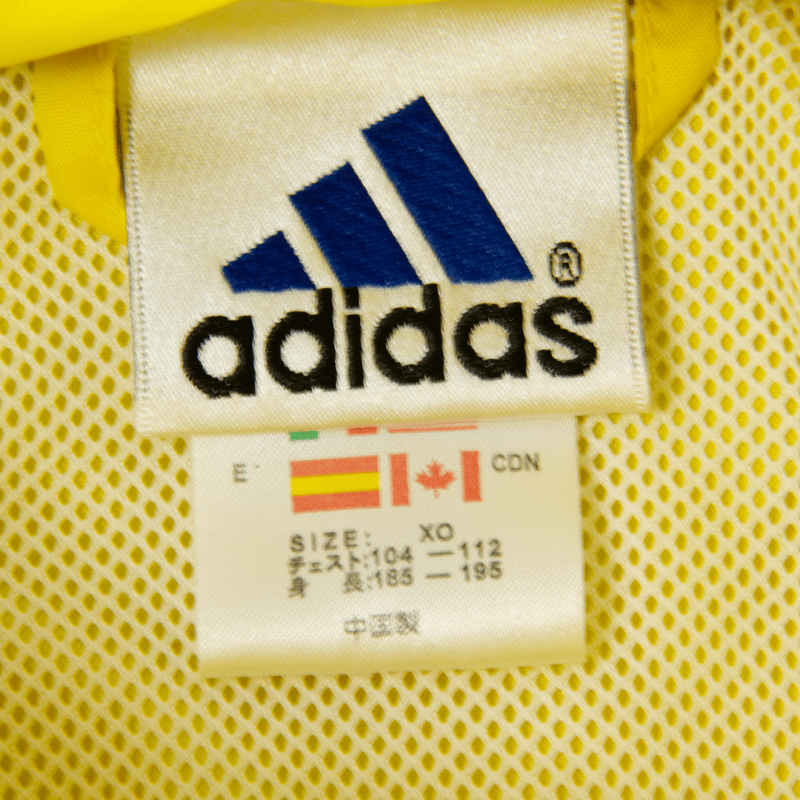 ®
adidas
E CDN
SIZE: XO
チェスト:104 — 112
身 長:185 — 195
中国製